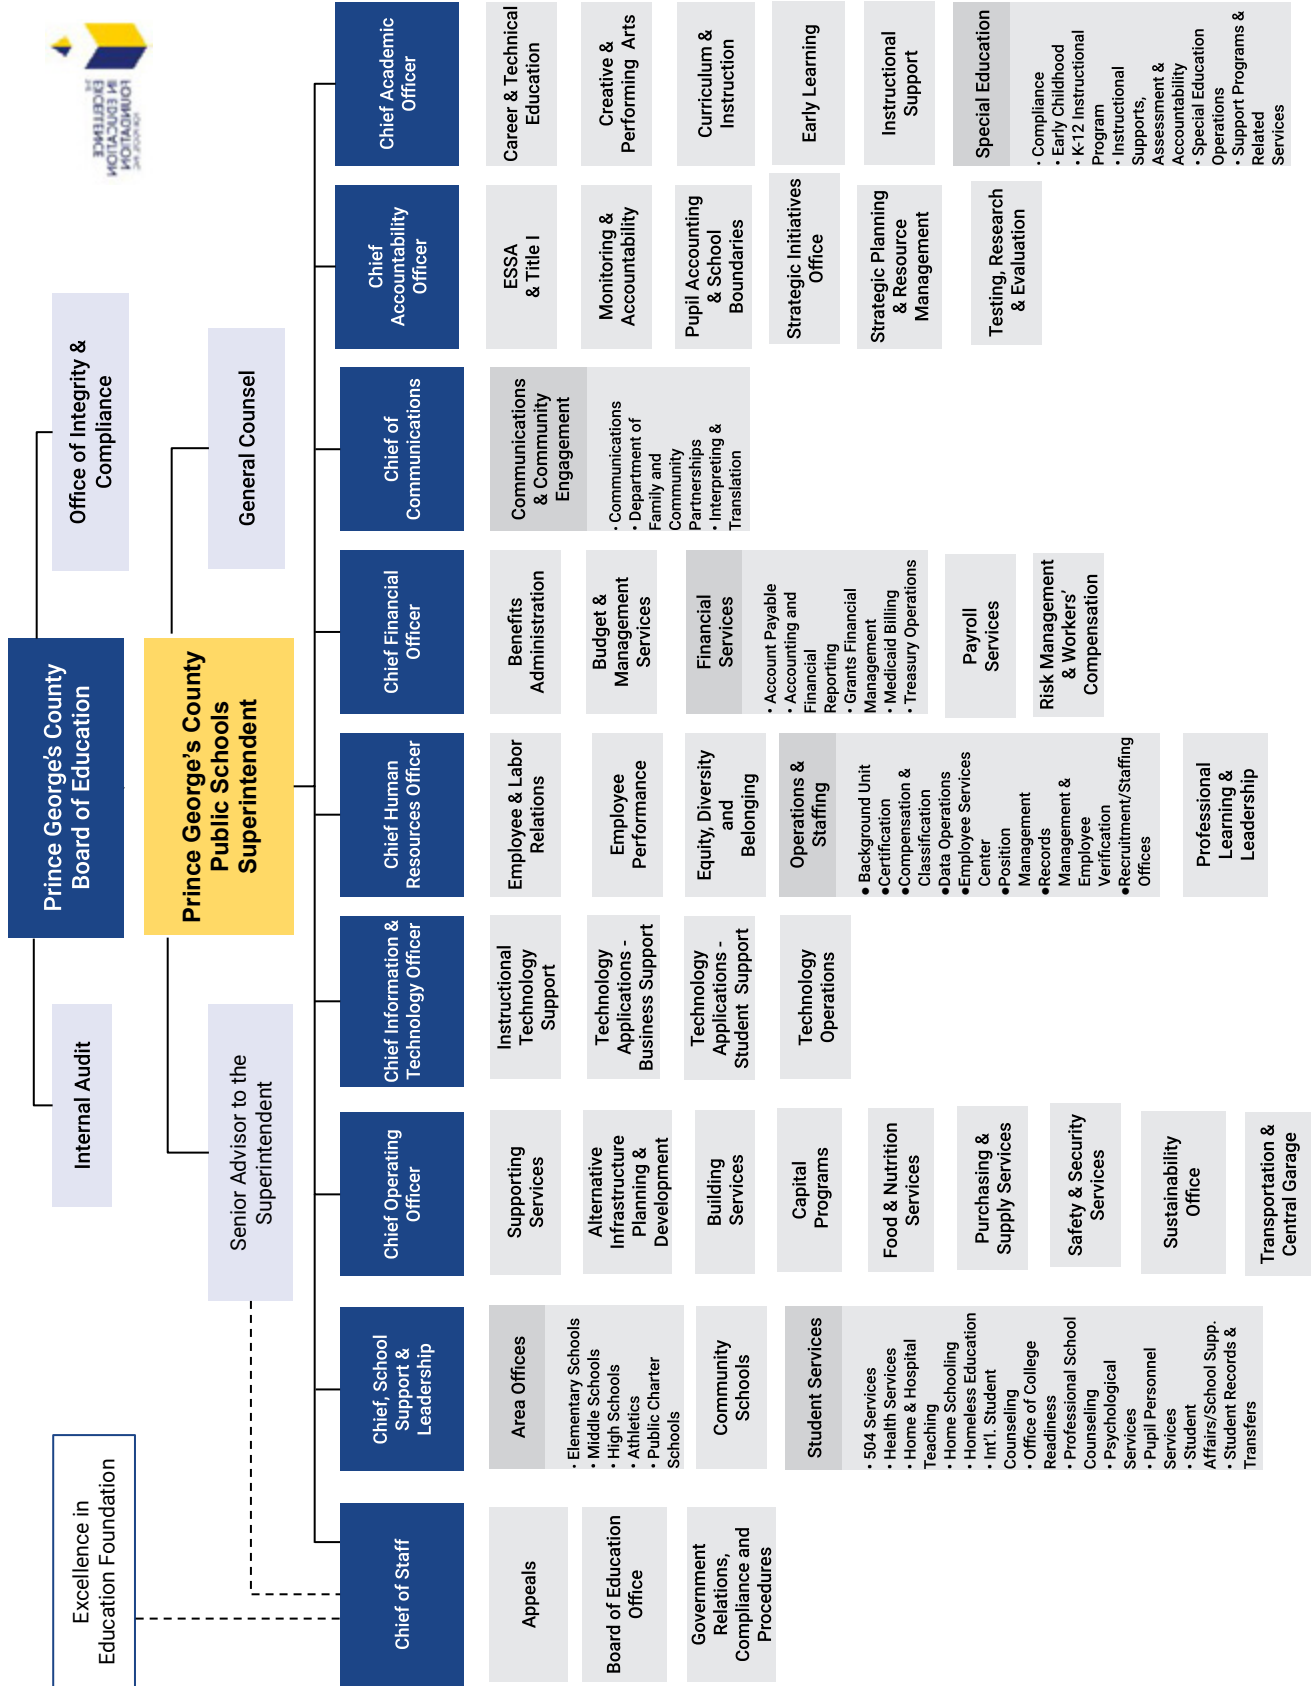 Prince George's County
Board of Education
Internal Audit
Office of Integrity &
Compliance
Prince George's County
Public Schools
Superintendent
Senior Advisor to the
Superintendent
General Counsel
Excellence in
Education Foundation
FOUNDATION
IN EDUCATION
EXCELLENCE
Chief of Staff
Appeals
Board of Education
Office
Government
Relations,
Compliance and
Procedures
Chief, School
Support &
Leadership
Area Offices
• Elementary Schools
• Middle Schools
• High Schools
• Athletics
• Public Charter
Schools
Community
Schools
Student Services
• 504 Services
• Health Services
• Home & Hospital
Teaching
• Home Schooling
• Homeless Education
• Int'l. Student
Counseling
• Office of College
Readiness
• Professional School
Counseling
• Psychological
Services
• Pupil Personnel
Services
• Student
Affairs/School Supp.
• Student Records &
Transfers
Chief Operating
Officer
Supporting
Services
Alternative
Infrastructure
Planning &
Development
Building
Services
Capital
Programs
Food & Nutrition
Services
Purchasing &
Supply Services
Safety & Security
Services
Sustainability
Office
Transportation &
Central Garage
Chief Information &
Technology Officer
Instructional
Technology
Support
Technology
Applications -
Business Support
Technology
Applications -
Student Support
Technology
Operations
Chief Human
Resources Officer
Employee & Labor
Relations
Employee
Performance
Equity, Diversity
and
Belonging
Operations &
Staffing
● Background Unit
●Certification
●Compensation &
Classification
●Data Operations
●Employee Services
Center
●Position
Management
●Records
Management &
Employee
Verification
●Recruitment/Staffing
Offices
Professional
Learning &
Leadership
Chief Financial
Officer
Benefits
Administration
Budget &
Management
Services
Financial
Services
• Account Payable
• Accounting and
Financial
Reporting
• Grants Financial
Management
• Medicaid Billing
• Treasury Operations
Payroll
Services
Risk Management
& Workers'
Compensation
Chief of
Communications
Communications
& Community
Engagement
• Communications
• Department of
Family and
Community
Partnerships
• Interpreting &
Translation
Chief
Accountability
Officer
ESSA
& Title I
Monitoring &
Accountability
Pupil Accounting
& School
Boundaries
Strategic Initiatives
Office
Strategic Planning
& Resource
Management
Testing, Research
& Evaluation
Chief Academic
Officer
Career & Technical
Education
Creative &
Performing Arts
Curriculum &
Instruction
Early Learning
Instructional
Support
Special Education
• Compliance
• Early Childhood
• K-12 Instructional
Program
• Instructional
Supports,
Assessment &
Accountability
• Special Education
Operations
• Support Programs &
Related
Services